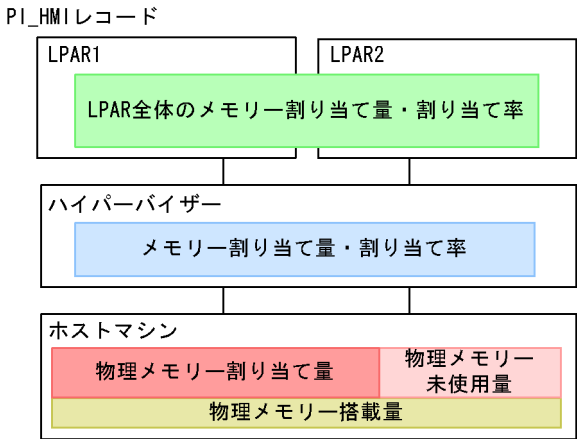 PI_HMIレコード
LPAR1
LPAR2
LPAR全体のメモリー割り当て量・割り当て率
ハイパーバイザー
メモリー割り当て量・割り当て率
ホストマシン
物理メモリー割り当て量
物理メモリー
未使用量
物理メモリー搭載量